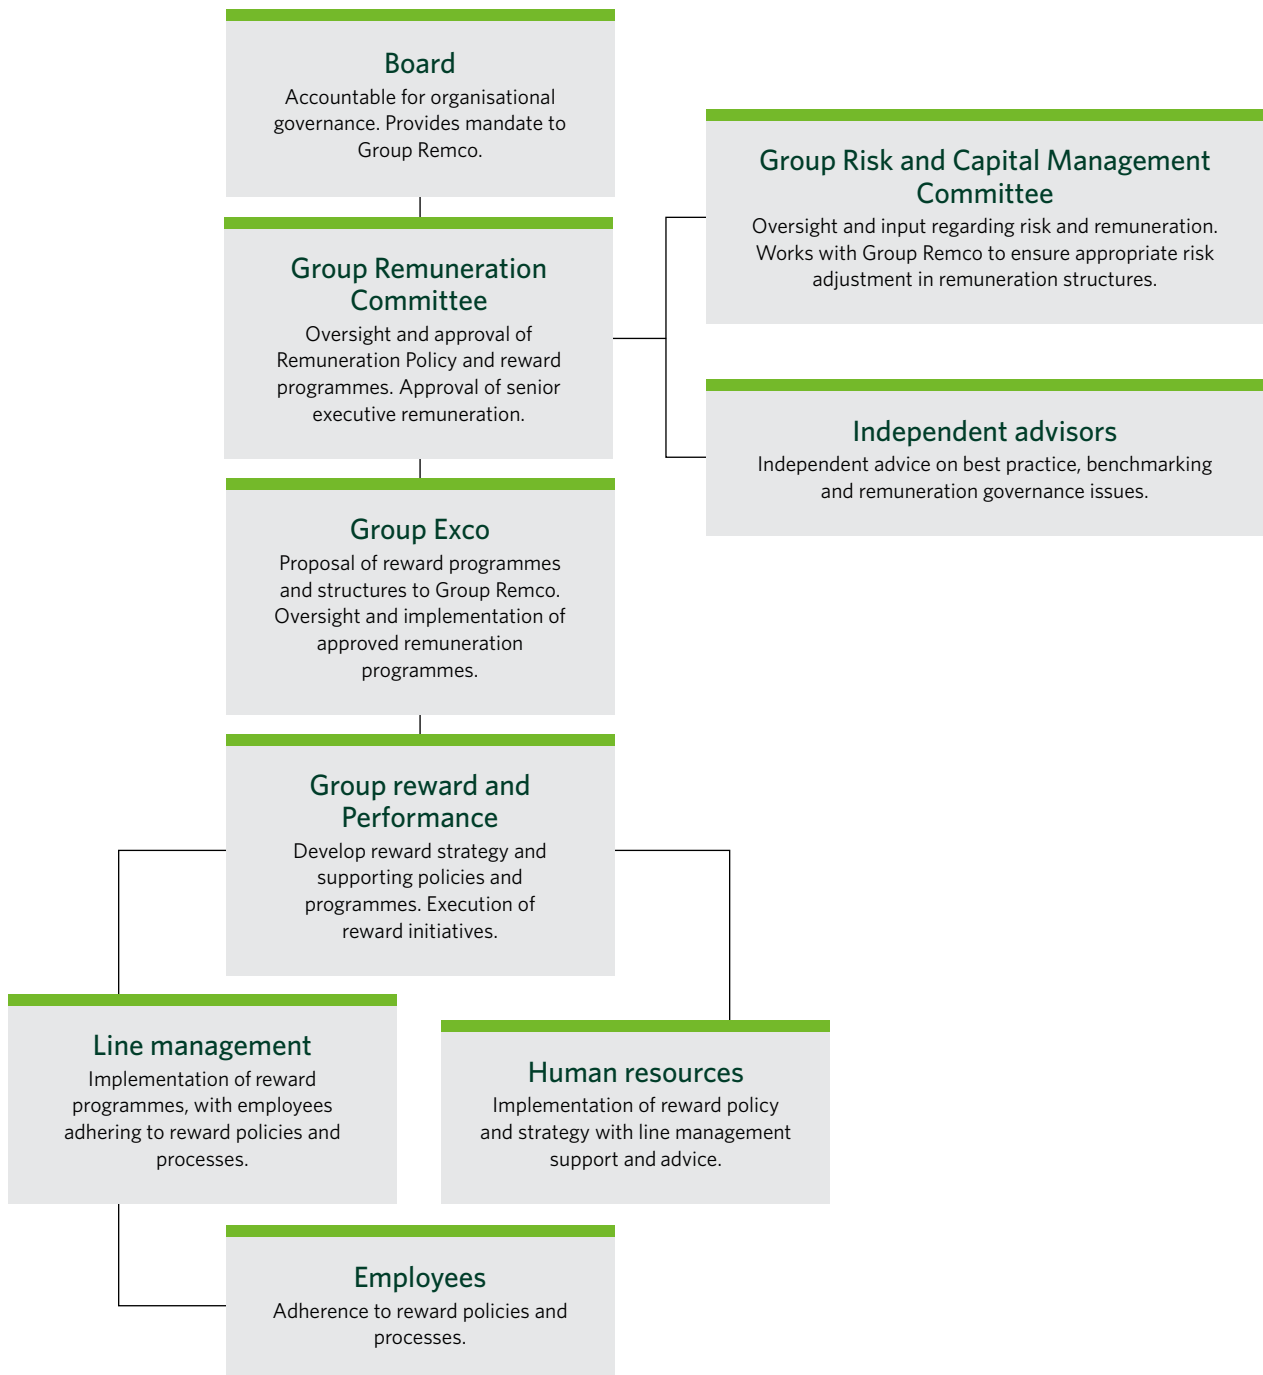 Board
Accountable for organisational
governance. Provides mandate to
Group Remco.
Group Risk and Capital Management
Committee
Oversight and input regarding risk and remuneration.
Works with Group Remco to ensure appropriate risk
adjustment in remuneration structures.
Group Remuneration
Committee
Oversight and approval of
Remuneration Policy and reward
programmes. Approval of senior
executive remuneration.
Independent advisors
Independent advice on best practice, benchmarking
and remuneration governance issues.
Group Exco
Proposal of reward programmes
and structures to Group Remco.
Oversight and implementation of
approved remuneration
programmes.
Group reward and
Performance
Develop reward strategy and
supporting policies and
programmes. Execution of
reward initiatives.
Line management
Implementation of reward
programmes, with employees
adhering to reward policies and
processes.
Human resources
Implementation of reward policy
and strategy with line management
support and advice.
Employees
Adherence to reward policies and
processes.